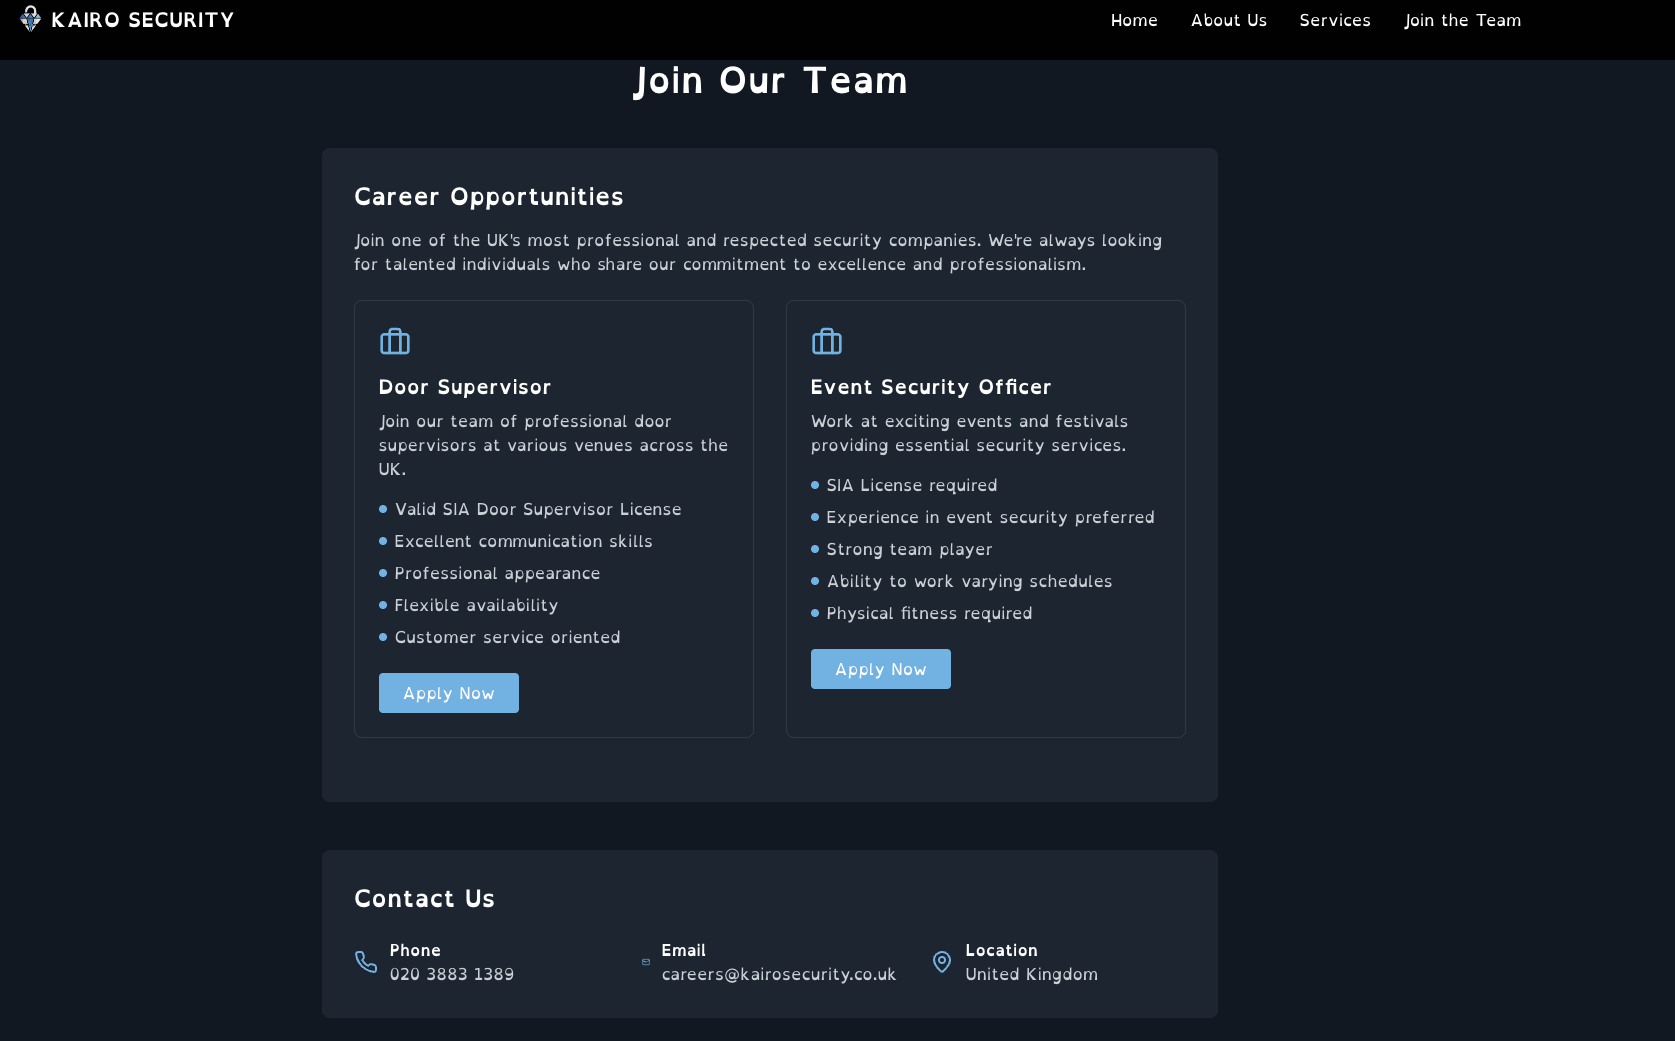 KAIRO SECURITY
Home
About Us
Services
Join the Team
Join Our Team
Career Opportunities
Join one of the UK's most professional and respected security companies. We're always looking
for talented individuals who share our commitment to excellence and professionalism.
Door Supervisor
Join our team of professional door
supervisors at various venues across the
UK.
Valid SIA Door Supervisor License
Excellent communication skills
Professional appearance
Flexible availability
Customer service oriented
Apply Now
Event Security Officer
Work at exciting events and festivals
providing essential security services.
SIA License required
Experience in event security preferred
Strong team player
Ability to work varying schedules
Physical fitness required
Apply Now
Contact Us
Phone
020 3883 1389
Email
careers@kairosecurity.co.uk
Location
United Kingdom